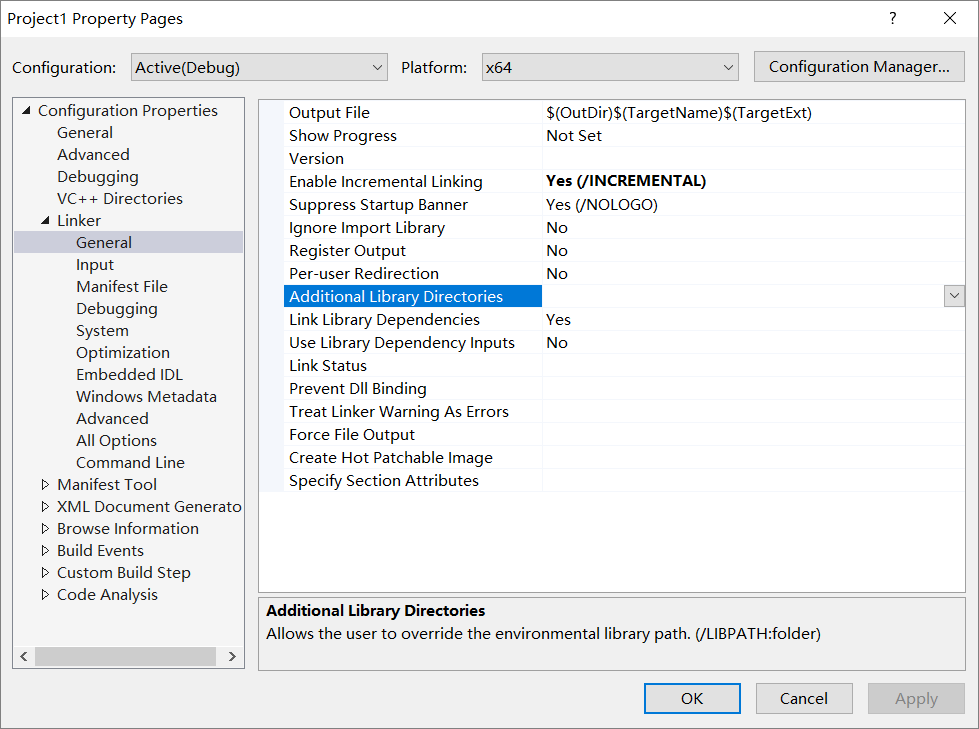 Project1 Property Pages
Configuration: Active(Debug) Platform: x64 Configuration Manager...
Configuration Properties
General
Advanced
Debugging
VC++ Directories
Linker
General
Input
Manifest File
Debugging
System
Optimization
Embedded IDL
Windows Metadata
Advanced
All Options
Command Line
Manifest Tool
XML Document Generato
Browse Information
Build Events
Custom Build Step
Code Analysis
Output File $(OutDir)$(TargetName)$(TargetExt)
Show Progress Not Set
Version
Enable Incremental Linking Yes (/INCREMENTAL)
Suppress Startup Banner Yes (/NOLOGO)
Ignore Import Library No
Register Output No
Per-user Redirection No
Additional Library Directories
Link Library Dependencies Yes
Use Library Dependency Inputs No
Link Status
Prevent Dll Binding
Treat Linker Warning As Errors
Force File Output
Create Hot Patchable Image
Specify Section Attributes
Additional Library Directories
Allows the user to override the environmental library path. (/LIBPATH:folder)
OK Cancel Apply